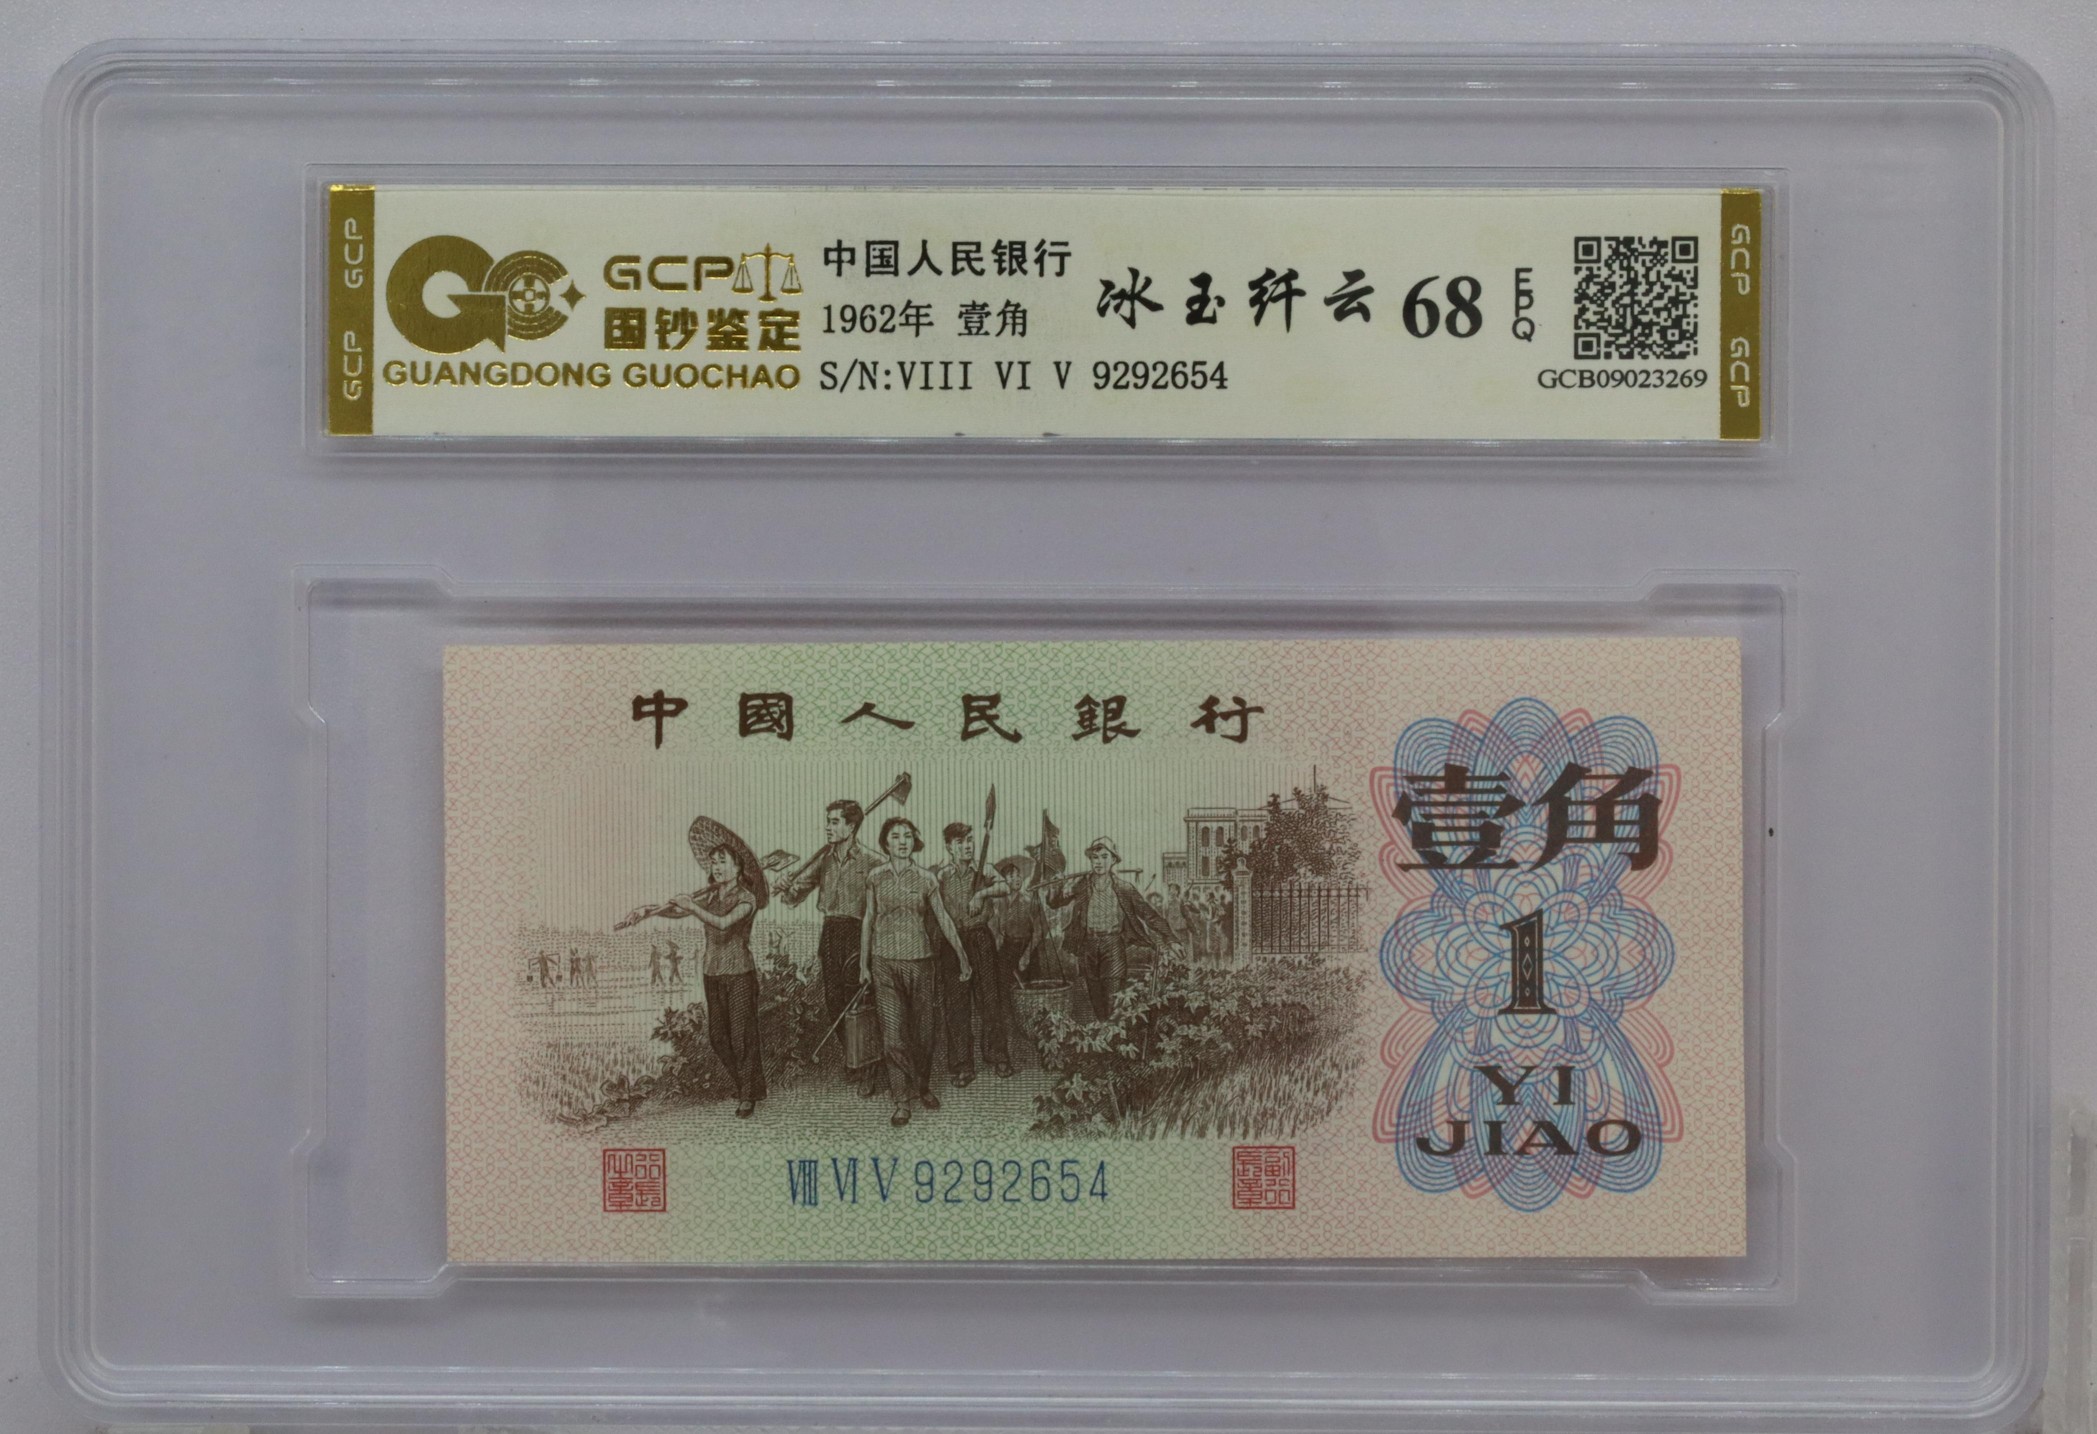 GCP GCP
GCP
国钞鉴定
GUANGDONG GUOCHAO
中国人民银行
1962年 壹角
S/N:VIII VI V 9292654
冰玉纤云 68 EPQ
GCB09023269
GCP GCP
中國人民銀行
壹角
1
YI
JIAO
VIII VI V 9292654